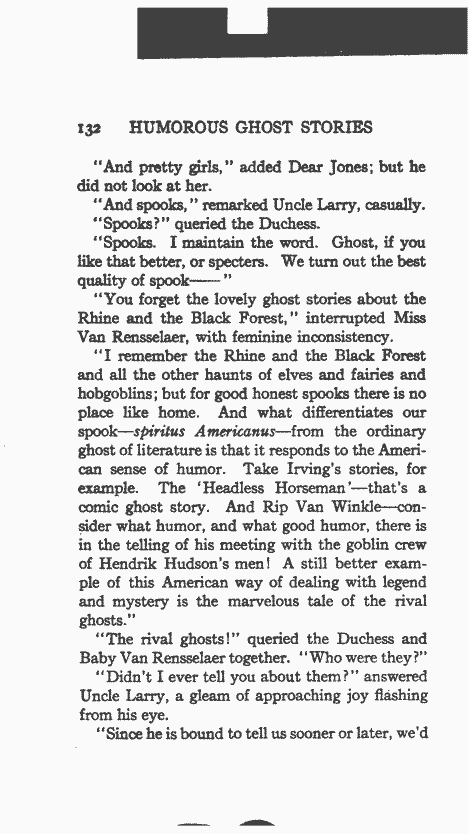 132 HUMOROUS GHOST STORIES
"And pretty girls," added Dear Jones; but he
did not look at her.
"And spooks," remarked Uncle Larry, casually.
"Spooks?" queried the Duchess.
"Spooks. I maintain the word. Ghost, if you
like that better, or specters. We turn out the best
quality of spook——"
"You forget the lovely ghost stories about the
Rhine and the Black Forest," interrupted Miss
Van Rensselaer, with feminine inconsistency.
"I remember the Rhine and the Black Forest
and all the other haunts of elves and fairies and
hobgoblins; but for good honest spooks there is no
place like home. And what differentiates our
spook—spiritus Americanus—from the ordinary
ghost of literature is that it responds to the Ameri-
can sense of humor. Take Irving's stories, for
example. The 'Headless Horseman'—that's a
comic ghost story. And Rip Van Winkle—con-
sider what humor, and what good humor, there is
in the telling of his meeting with the goblin crew
of Hendrik Hudson's men! A still better exam-
ple of this American way of dealing with legend
and mystery is the marvelous tale of the rival
ghosts."
"The rival ghosts!" queried the Duchess and
Baby Van Rensselaer together. "Who were they?"
"Didn't I ever tell you about them?" answered
Uncle Larry, a gleam of approaching joy flashing
from his eye.
"Since he is bound to tell us sooner or later, we'd